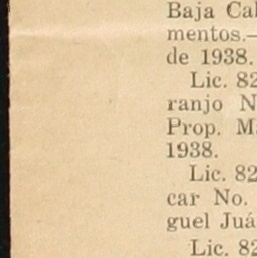 Baja Cal
mentos.—
de 1938.
Lic. 82
ranjo N
Prop. M
1938.
Lic. 82
car No.
guel Juá
Lic. 82